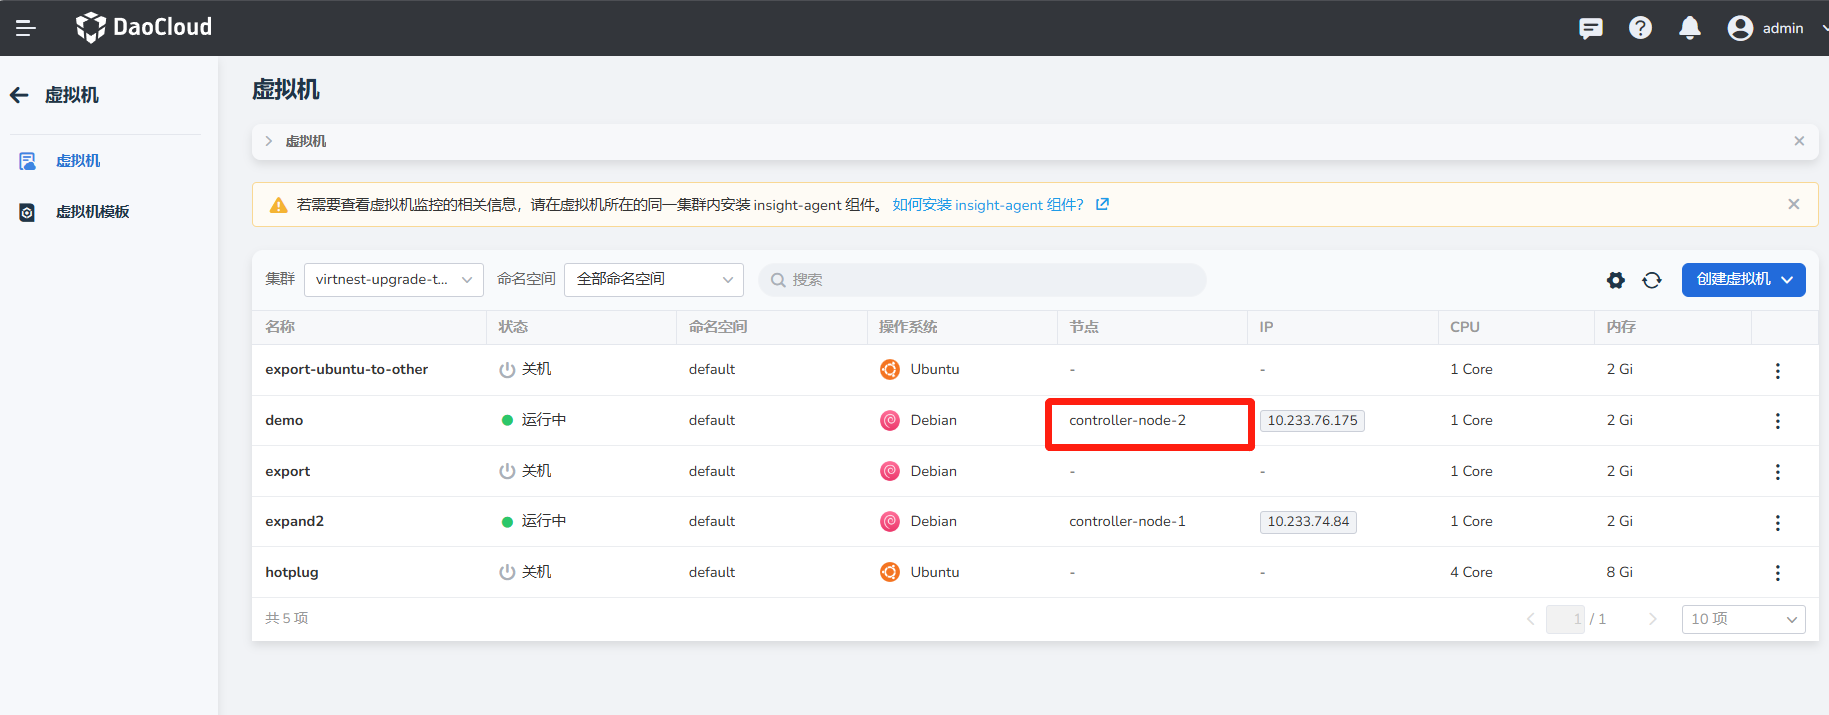 DaoCloud
admin
虚拟机
虚拟机
虚拟机模板
虚拟机
虚拟机
若需要查看虚拟机监控的相关信息，请在虚拟机所在的同一集群内安装 insight-agent 组件。 如何安装 insight-agent 组件？
集群 virtnest-upgrade-t... 命名空间 全部命名空间 搜索 创建虚拟机
名称 状态 命名空间 操作系统 节点 IP CPU 内存
export-ubuntu-to-other 关机 default Ubuntu - - 1 Core 2 Gi
demo 运行中 default Debian controller-node-2 10.233.76.175 1 Core 2 Gi
export 关机 default Debian - - 1 Core 2 Gi
expand2 运行中 default Debian controller-node-1 10.233.74.84 1 Core 2 Gi
hotplug 关机 default Ubuntu - - 4 Core 8 Gi
共 5 项 1 / 1 10 项